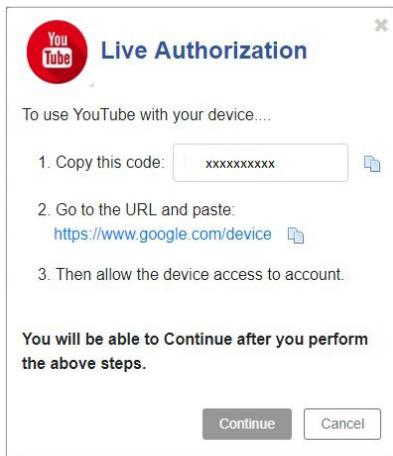 You
Tube
Live Authorization
To use YouTube with your device....
1. Copy this code: xxxxxxxxxx
2. Go to the URL and paste:
https://www.google.com/device
3. Then allow the device access to account.
You will be able to Continue after you perform
the above steps.
Continue Cancel